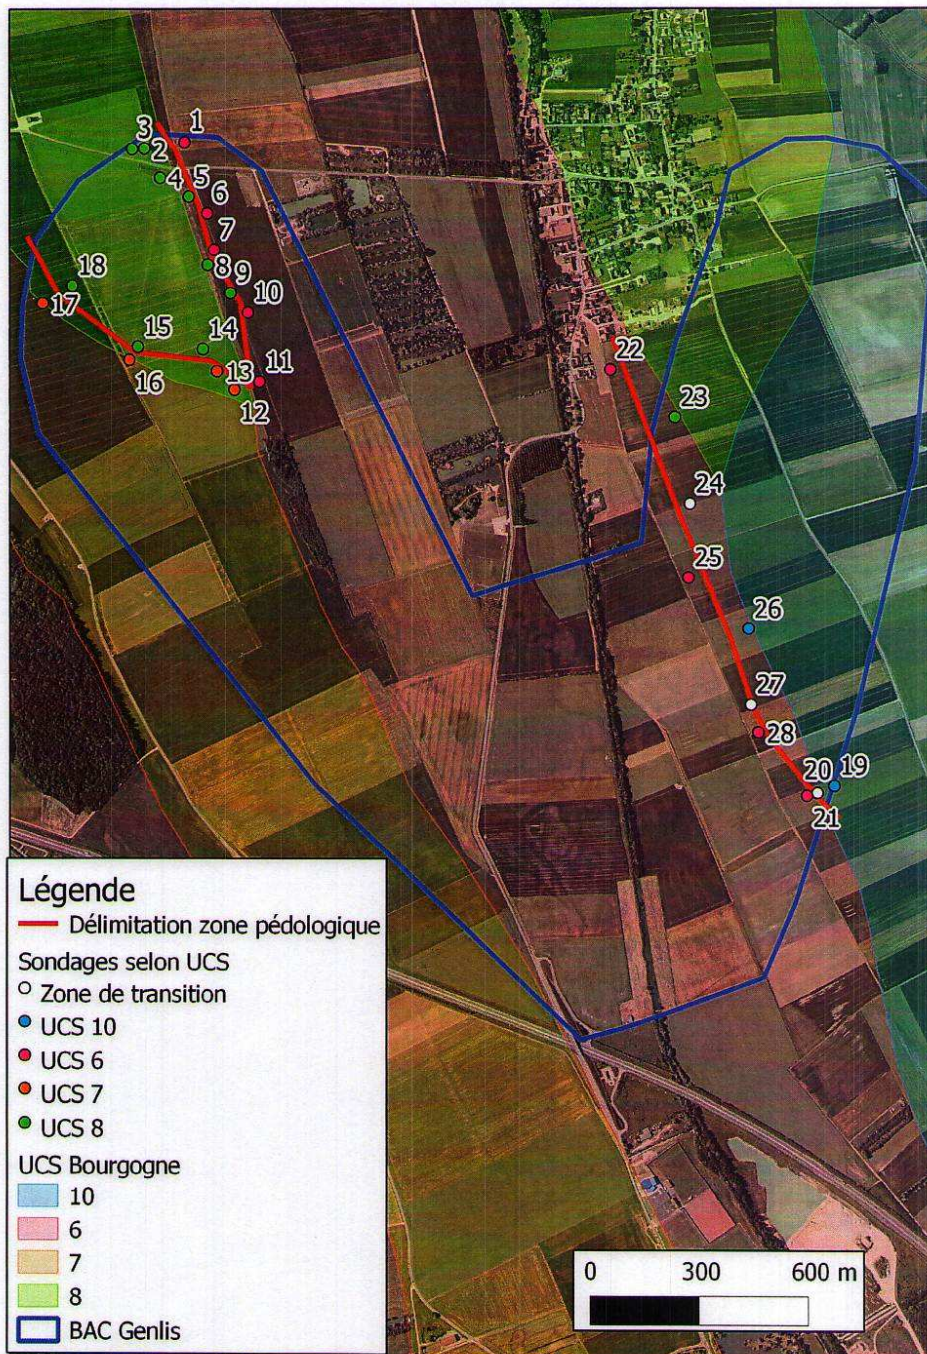 3
1
2
4
5
6
7
8
9
10
18
17
15
14
16
13
11
12
22
23
24
25
26
27
28
20
19
21
Légende
Délimitation zone pédologique
Sondages selon UCS
Zone de transition
UCS 10
UCS 6
UCS 7
UCS 8
UCS Bourgogne
10
6
7
8
BAC Genlis
0 300 600 m